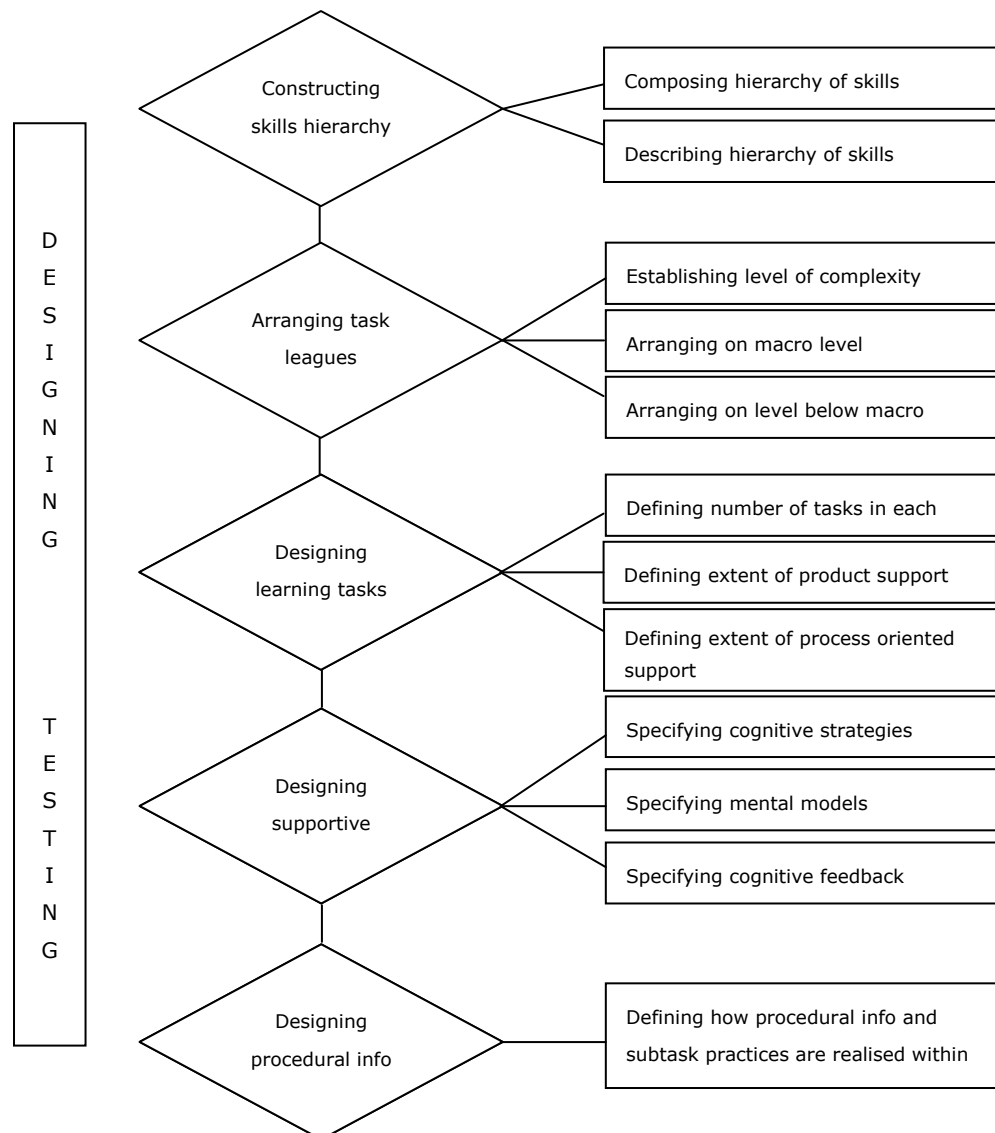 DESIGNING
TESTING
Constructing
skills hierarchy
Composing hierarchy of skills
Describing hierarchy of skills
Arranging task
leagues
Establishing level of complexity
Arranging on macro level
Arranging on level below macro
Designing
learning tasks
Defining number of tasks in each
Defining extent of product support
Defining extent of process oriented
support
Designing
supportive
Specifying cognitive strategies
Specifying mental models
Specifying cognitive feedback
Designing
procedural info
Defining how procedural info and
subtask practices are realised within